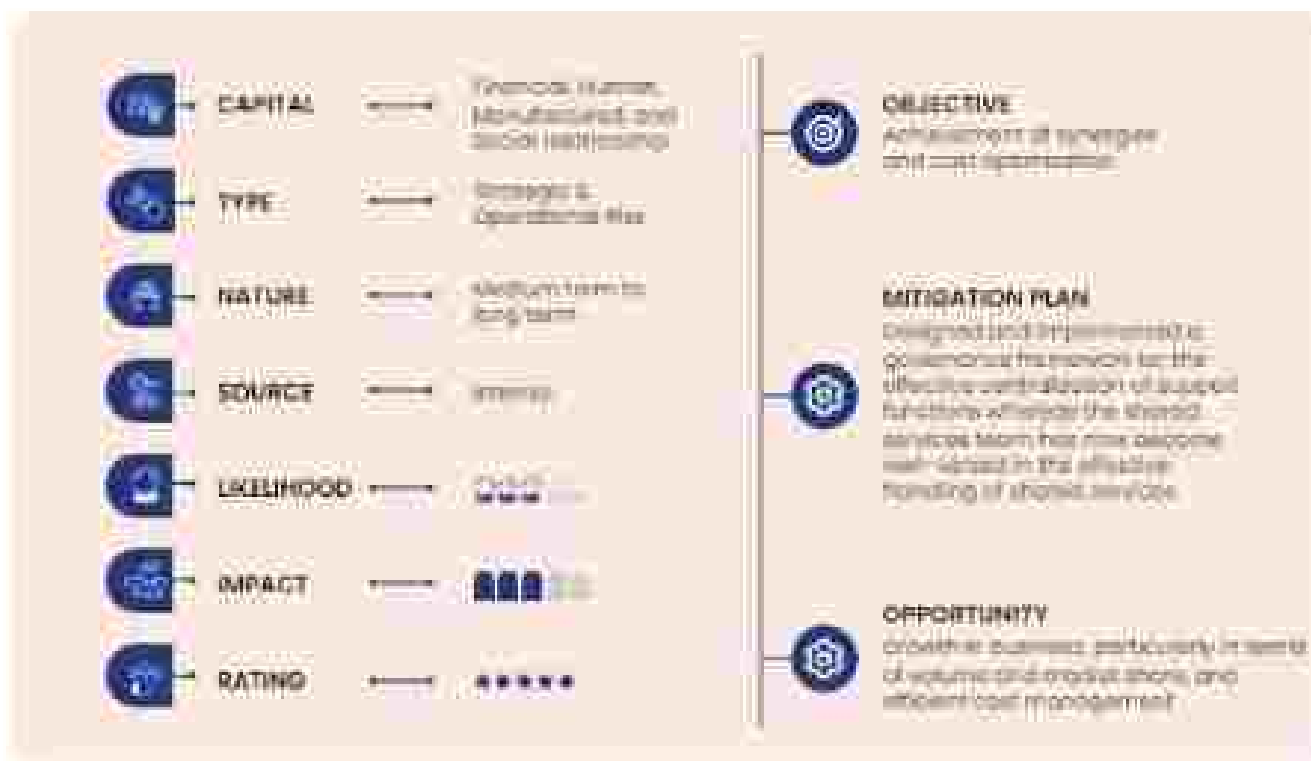 CAPITAL
Financial, Human,
Manufactured, and
Social relationship
TYPE
Strategic &
Operational Risk
NATURE
Medium term to
long term
SOURCE
Internal
LIKELIHOOD
IMPACT
RATING
OBJECTIVE
Achievement of synergies
and cost optimisation
MITIGATION PLAN
Designed and implemented a
governance framework for the
effective centralization of support
functions whereby the shared
services team has now become
well-versed in the effective
handling of shared services.
OPPORTUNITY
Growth in business, particularly in terms
of volume and market share, and
efficient cost management